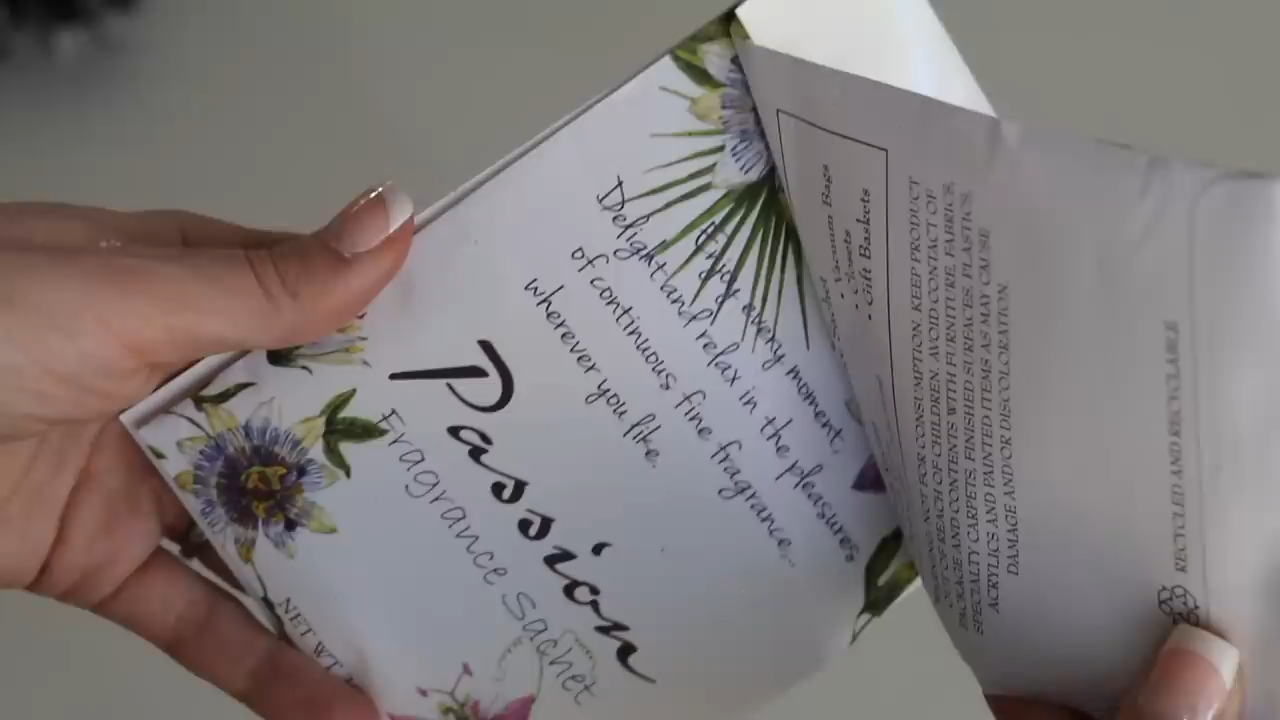 Enjoy every moment.
Delight and relax in the pleasures
of continuous fine fragrance...
wherever you like.
Passion
Fragrance Sachet
NET WT.
• Vacuum Bags
• Closets
• Gift Baskets
NOT FOR CONSUMPTION. KEEP PRODUCT
OUT OF REACH OF CHILDREN. AVOID CONTACT OF
PACKAGE AND CONTENTS WITH FURNITURE, FABRICS,
SPECIALTY CARPETS, FINISHED SURFACES, PLASTICS,
ACRYLICS AND PAINTED ITEMS AS MAY CAUSE
DAMAGE AND/OR DISCOLORATION.
RECYCLED AND RECYCLABLE